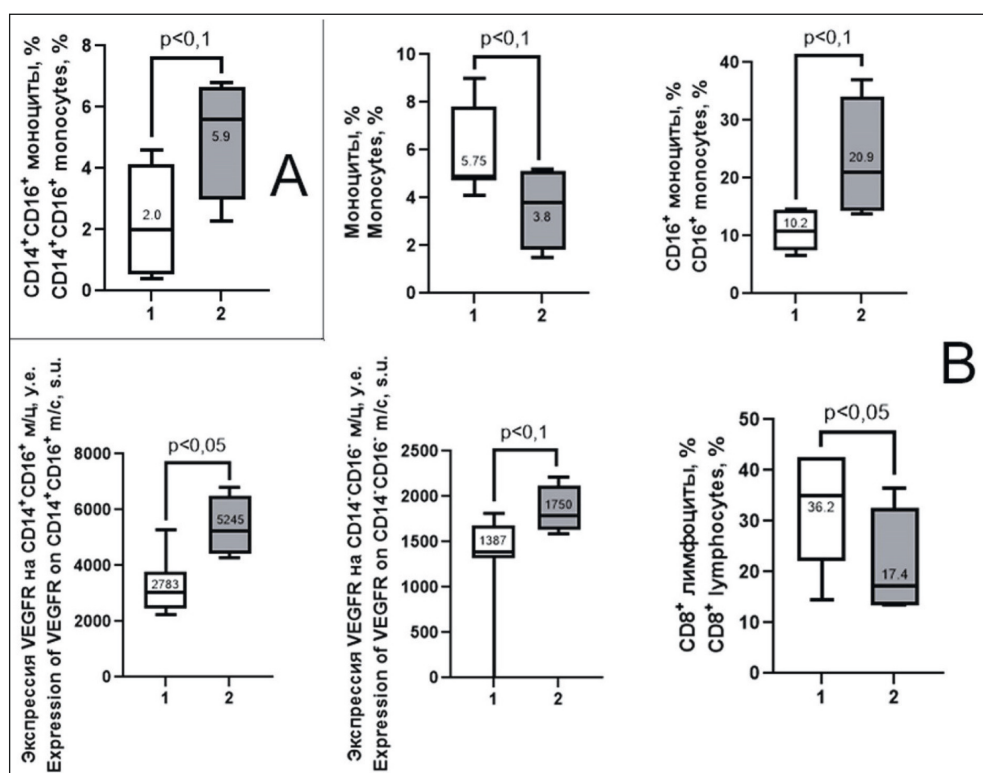 CD14⁺CD16⁺ моноциты, %
CD14⁺CD16⁺ monocytes, %
8
6
4
2
0
p<0,1
2.0
5.9
1
2
A
Моноциты, %
Monocytes, %
10
8
6
4
2
0
p<0,1
5.75
3.8
1
2
CD16⁺ моноциты, %
CD16⁺ monocytes, %
40
30
20
10
0
p<0,1
10.2
20.9
1
2
B
Экспрессия VEGFR на CD14⁺CD16⁺ м/ц, у.е.
Expression of VEGFR on CD14⁺CD16⁺ m/c, s.u.
8000
6000
4000
2000
0
p<0,05
2783
5245
1
2
Экспрессия VEGFR на CD14⁻CD16⁻ м/ц, у.е.
Expression of VEGFR on CD14⁻CD16⁻ m/c, s.u.
2500
2000
1500
1000
500
0
p<0,1
1387
1750
1
2
CD8⁺ лимфоциты, %
CD8⁺ lymphocytes, %
50
40
30
20
10
0
p<0,05
36.2
17.4
1
2